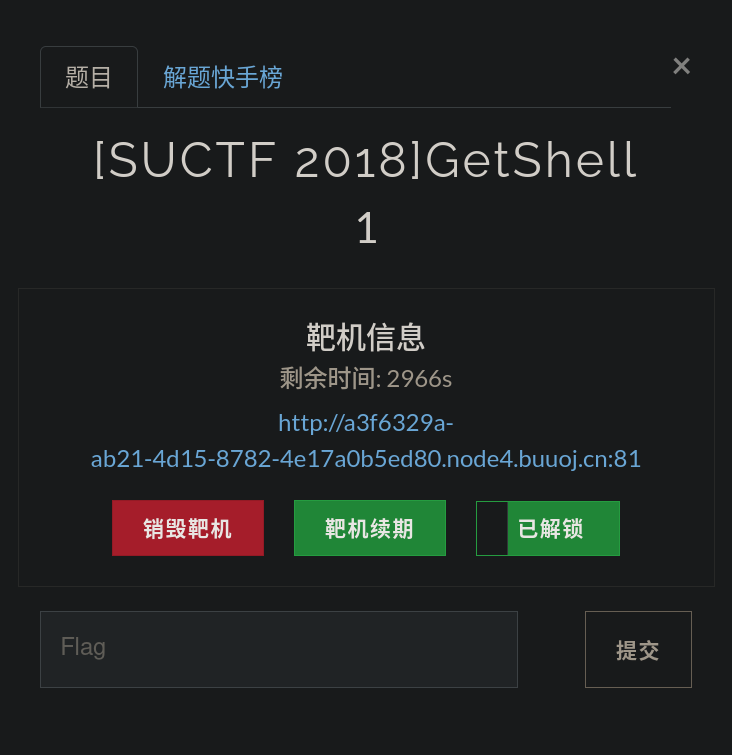 题目 解题快手榜 ×
[SUCTF 2018]GetShell
1
靶机信息
剩余时间: 2966s
http://a3f6329a-
ab21-4d15-8782-4e17a0b5ed80.node4.buuoj.cn:81
销毁靶机 靶机续期 已解锁
Flag 提交